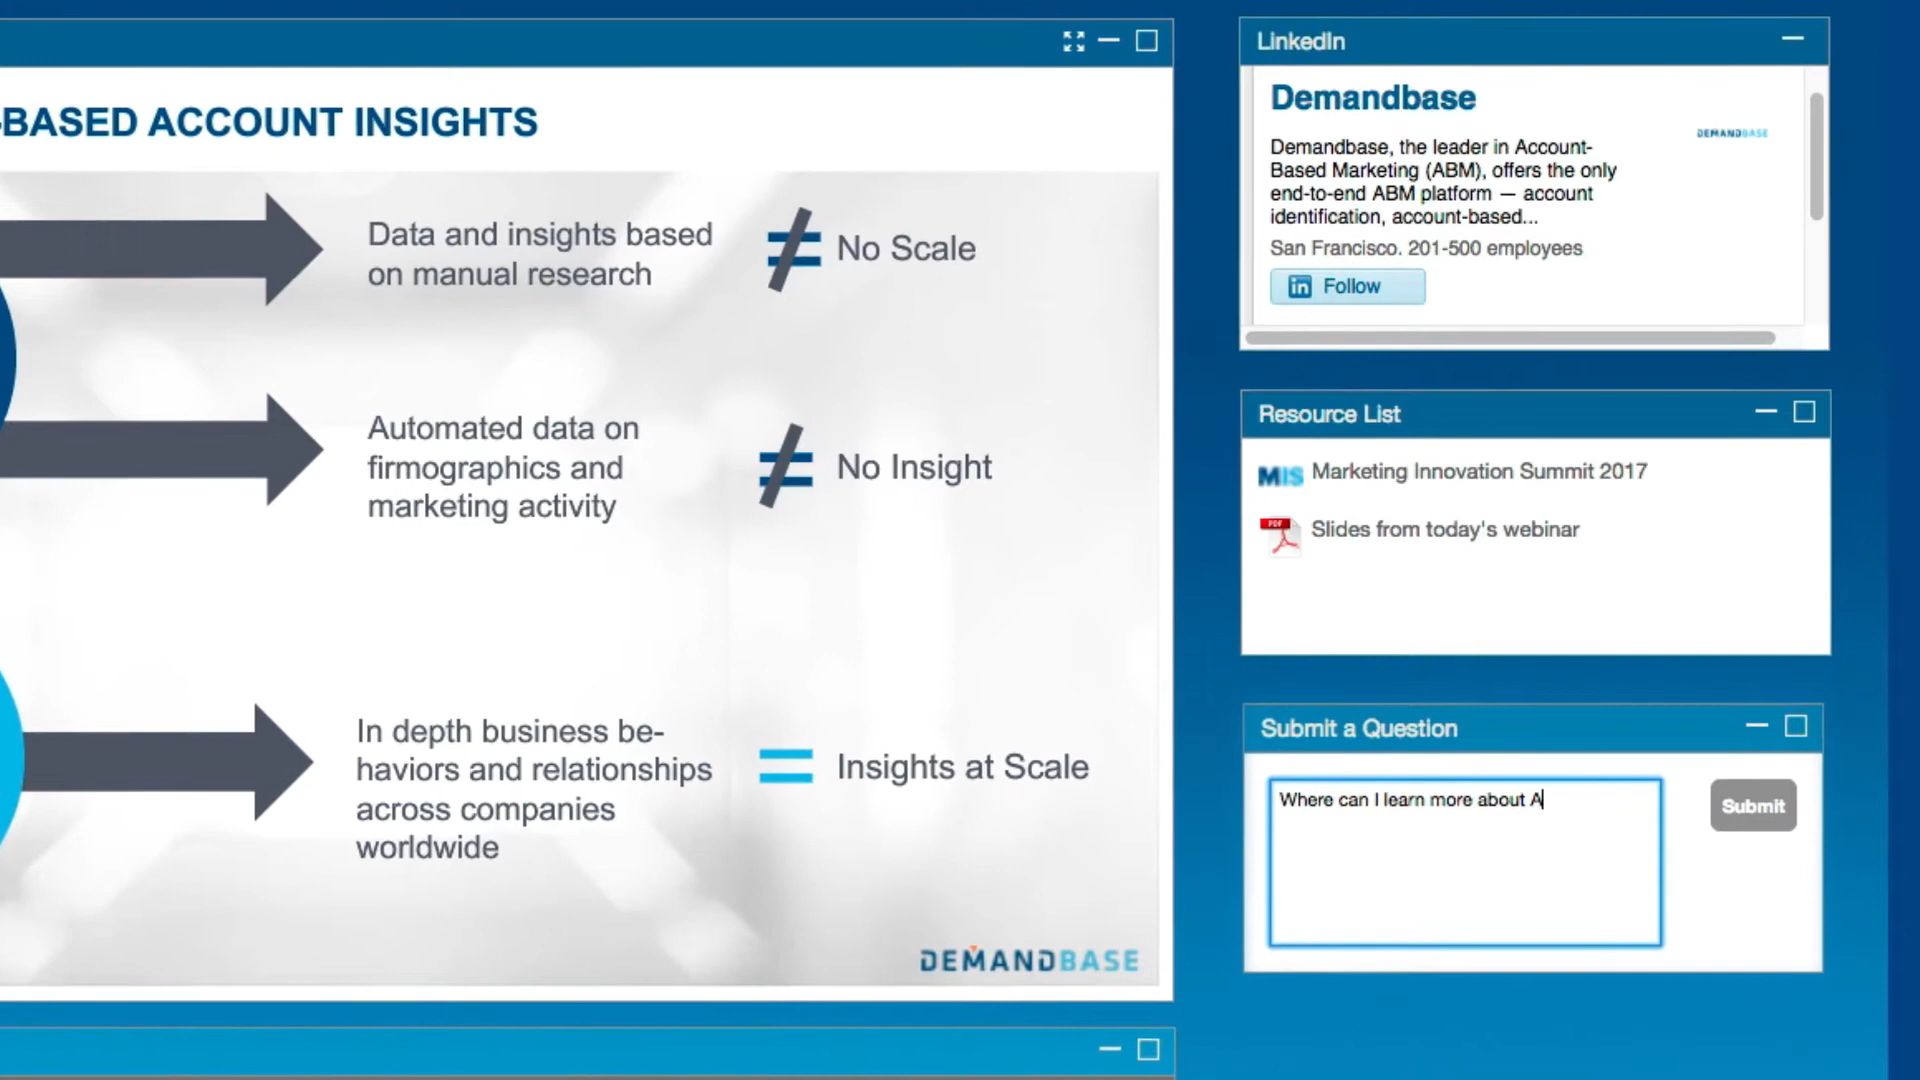 -BASED ACCOUNT INSIGHTS
Data and insights based
on manual research
No Scale
Automated data on
firmographics and
marketing activity
No Insight
In depth business be-
haviors and relationships
across companies
worldwide
Insights at Scale
DEMANDBASE
LinkedIn
Demandbase
DEMANDBASE
Demandbase, the leader in Account-
Based Marketing (ABM), offers the only
end-to-end ABM platform — account
identification, account-based...
San Francisco. 201-500 employees
in Follow
Resource List
MIS Marketing Innovation Summit 2017
PDF Slides from today's webinar
Submit a Question
Where can I learn more about A
Submit